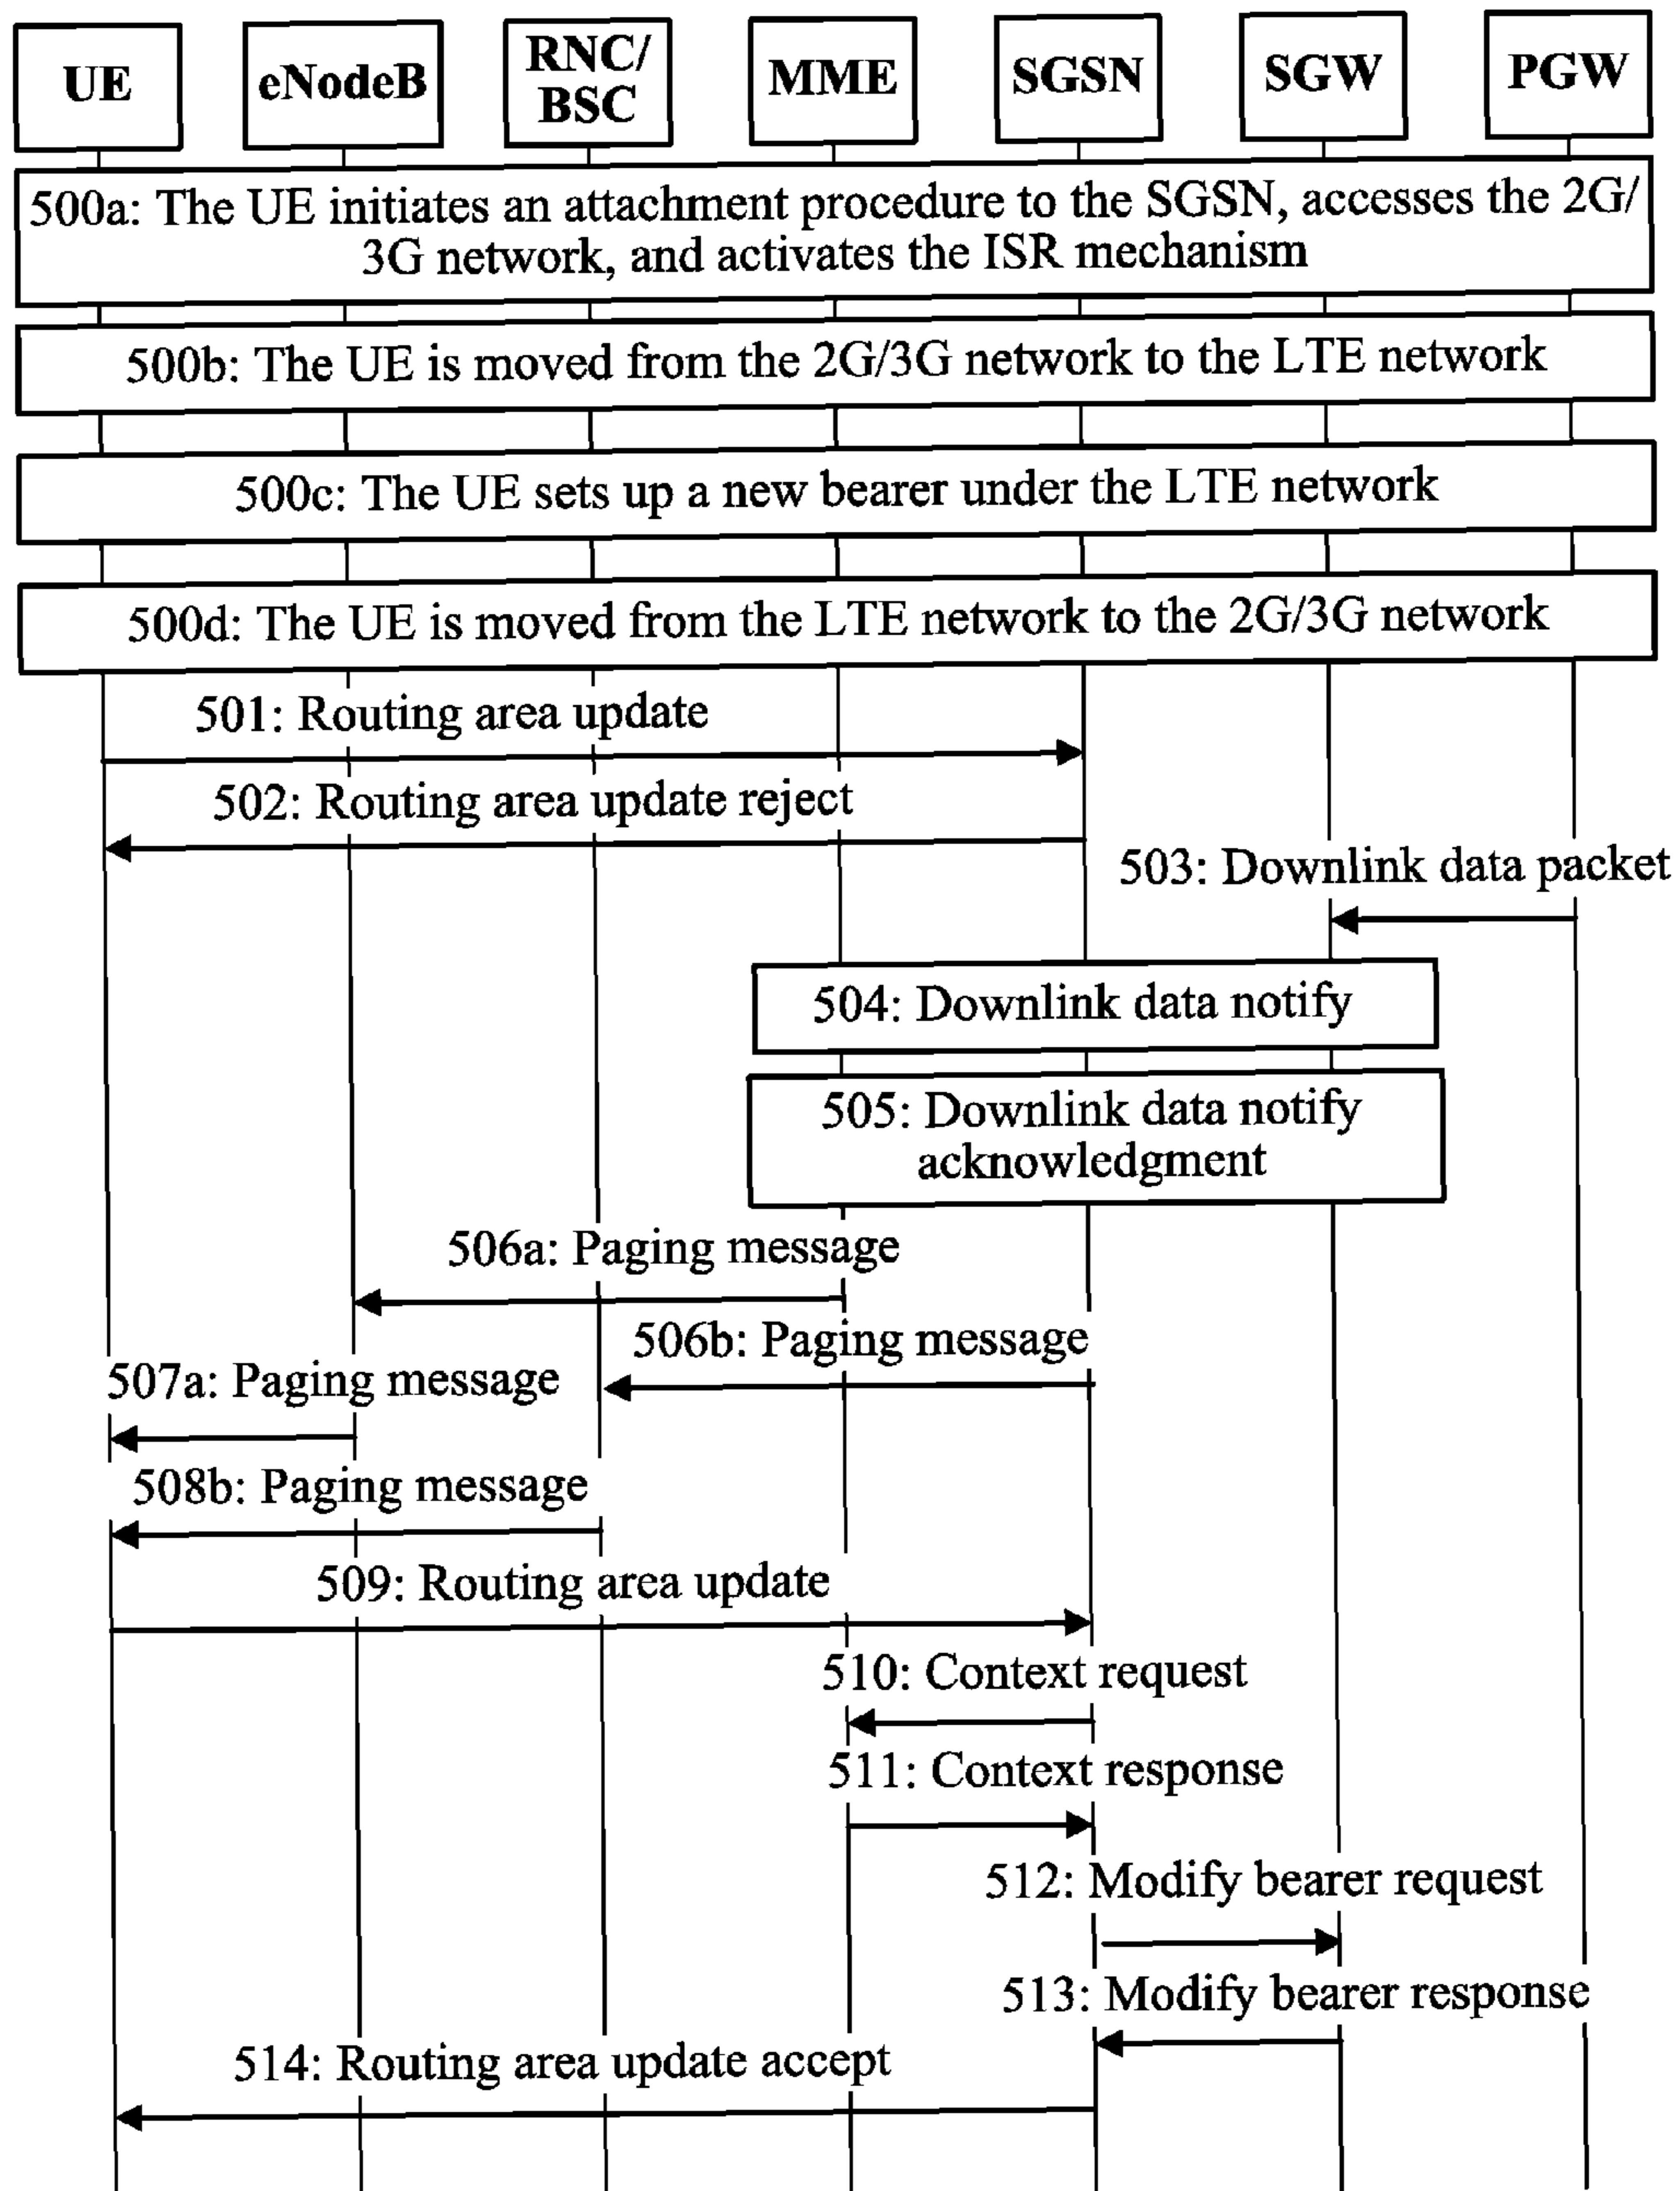 UE
eNodeB
RNC/
BSC
MME
SGSN
SGW
PGW
500a: The UE initiates an attachment procedure to the SGSN, accesses the 2G/
3G network, and activates the ISR mechanism
500b: The UE is moved from the 2G/3G network to the LTE network
500c: The UE sets up a new bearer under the LTE network
500d: The UE is moved from the LTE network to the 2G/3G network
501: Routing area update
502: Routing area update reject
503: Downlink data packet
504: Downlink data notify
505: Downlink data notify
acknowledgment
506a: Paging message
506b: Paging message
507a: Paging message
508b: Paging message
509: Routing area update
510: Context request
511: Context response
512: Modify bearer request
513: Modify bearer response
514: Routing area update accept